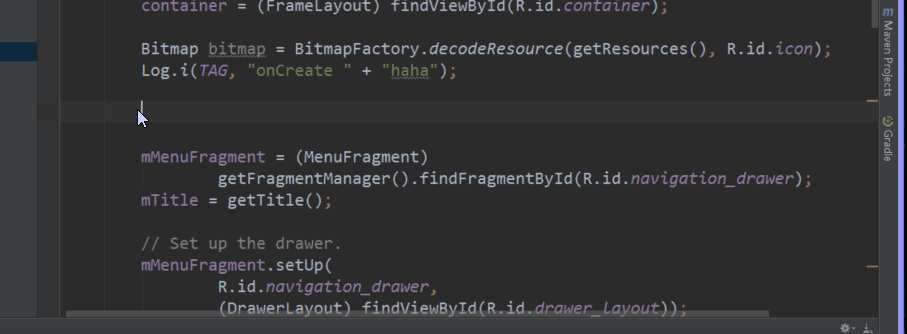 container = (FrameLayout) findViewById(R.id.container);
Bitmap bitmap = BitmapFactory.decodeResource(getResources(), R.id.icon);
Log.i(TAG, "onCreate " + "haha");
mMenuFragment = (MenuFragment)
getFragmentManager().findFragmentById(R.id.navigation_drawer);
mTitle = getTitle();
// Set up the drawer.
mMenuFragment.setUp(
R.id.navigation_drawer,
(DrawerLayout) findViewById(R.id.drawer_layout));
Maven Projects
Gradle